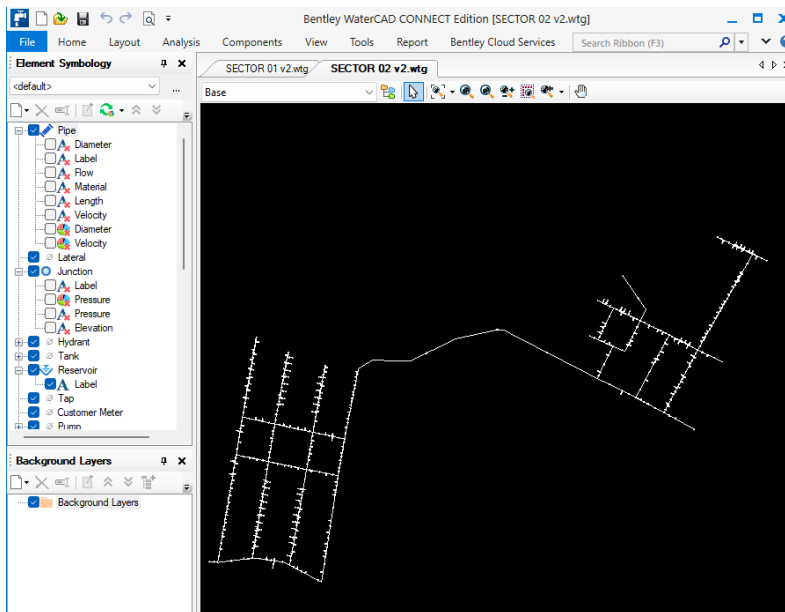 Bentley WaterCAD CONNECT Edition [SECTOR 02 v2.wtg]
File Home Layout Analysis Components View Tools Report Bentley Cloud Services Search Ribbon (F3)
Element Symbology
SECTOR 01 v2.wtg SECTOR 02 v2.wtg
<default>
...
Base
Pipe
Diameter
Label
Flow
Material
Length
Velocity
Diameter
Velocity
Lateral
Junction
Label
Pressure
Pressure
Elevation
Hydrant
Tank
Reservoir
Label
Tap
Customer Meter
Pump
Background Layers
Background Layers